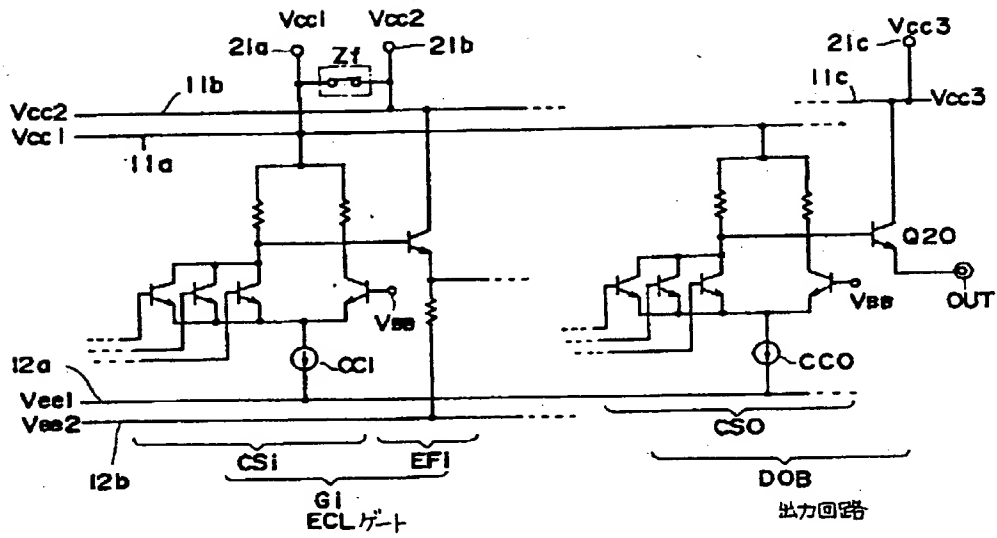 Vcc1
Vcc2
Vcc3
21a
Zf
21b
21c
11b
11c
Vcc2
Vcc3
Vcc1
11a
Q20
VBB
VBB
OUT
12a
CC1
CCO
Vee1
Vee2
12b
CSi
EFi
CSO
Gi
DOB
ECLゲート
出力回路